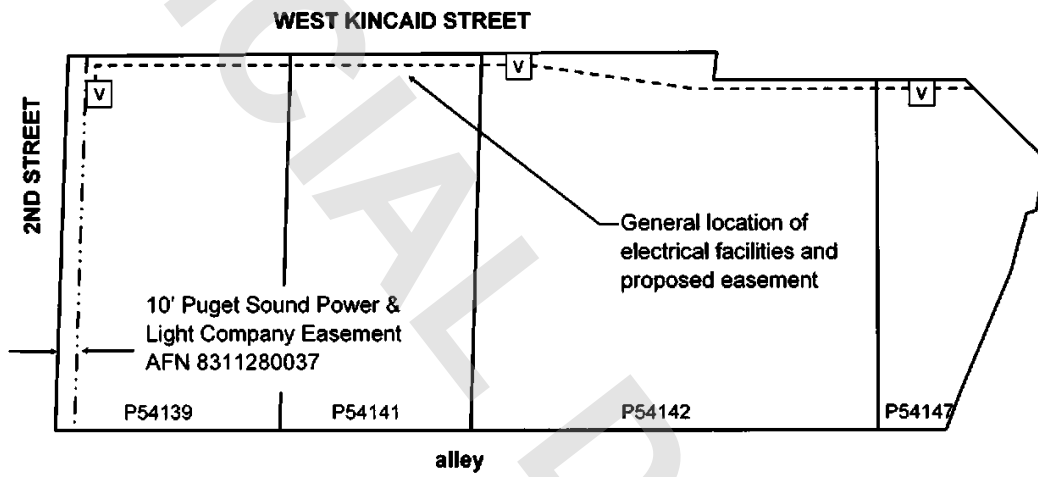 WEST KINCAID STREET
2ND STREET
V
V
V
General location of
electrical facilities and
proposed easement
10' Puget Sound Power &
Light Company Easement
AFN 8311280037
P54139
P54141
P54142
P54147
alley